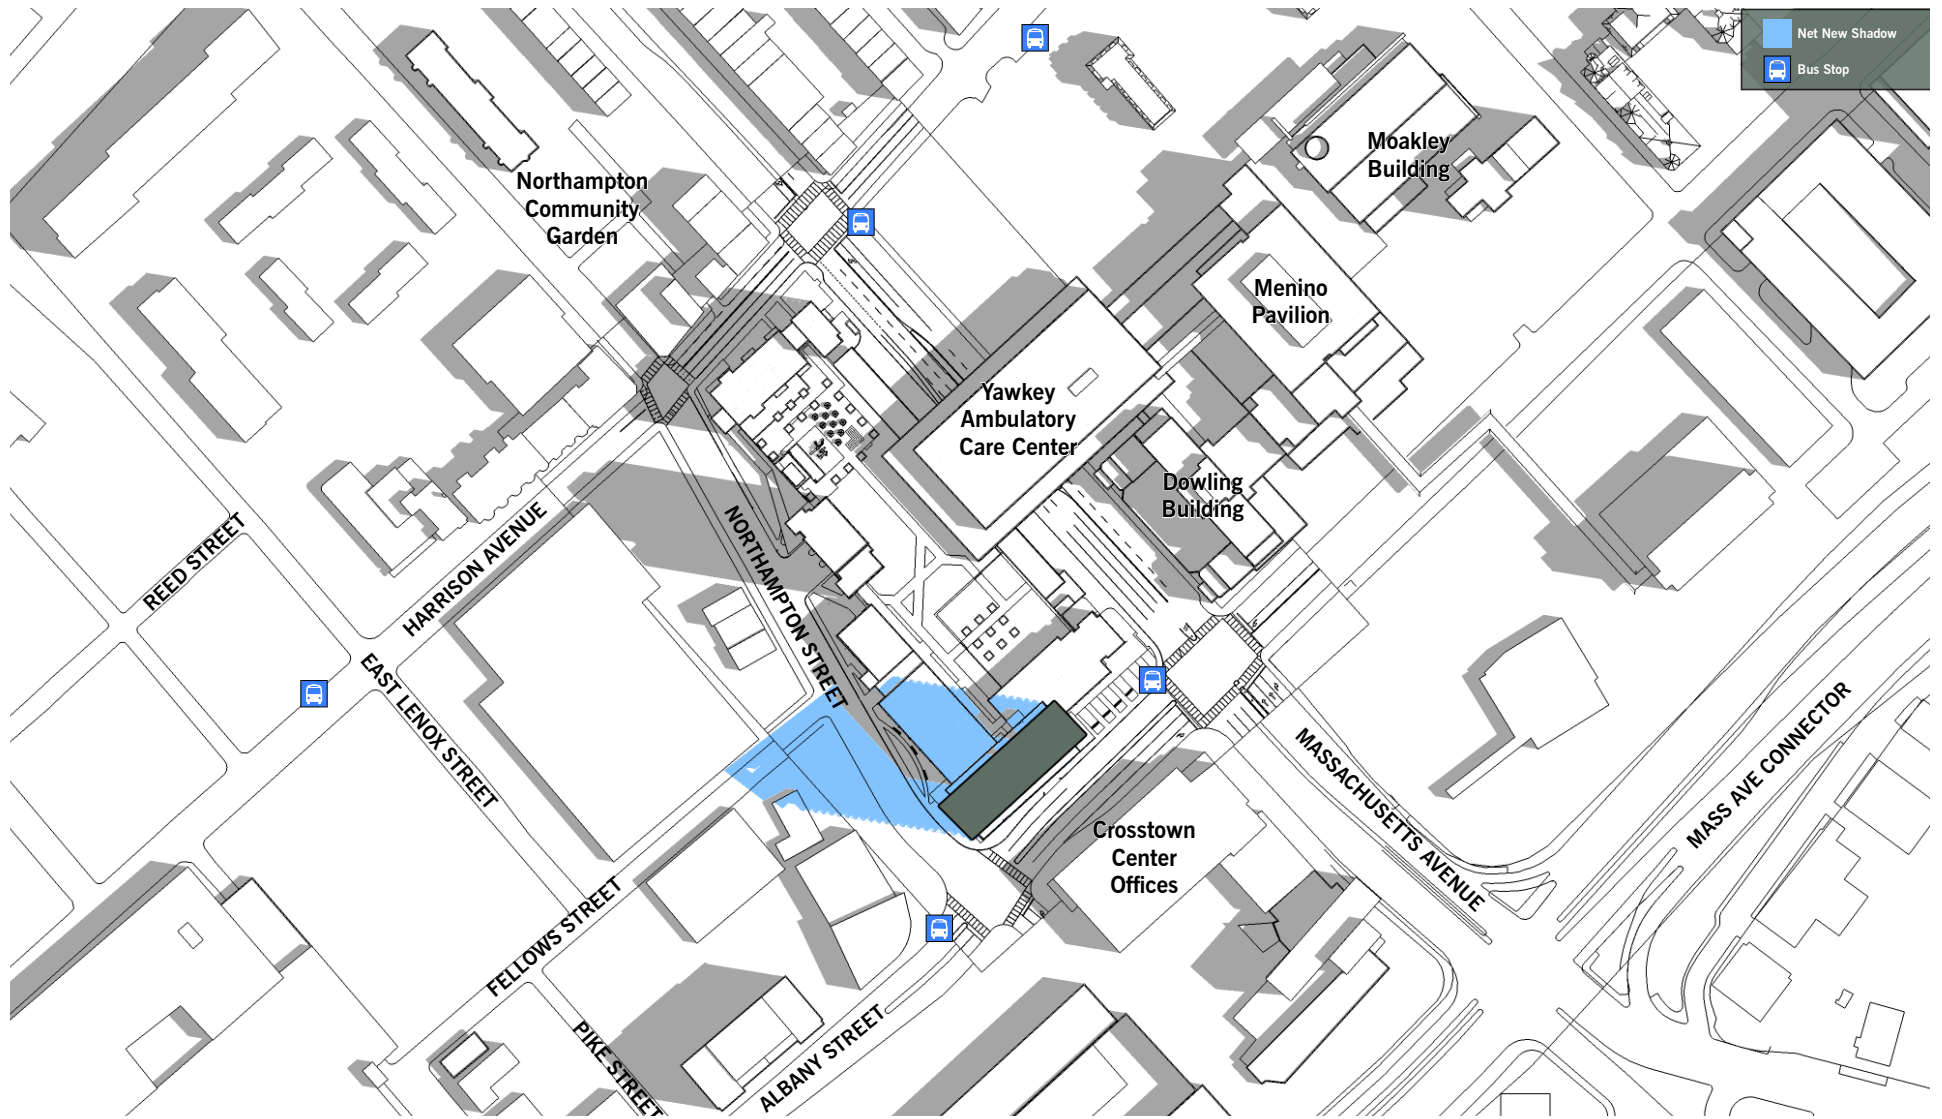 Net New Shadow
Bus Stop
Moakley
Building
Northampton
Community
Garden
Menino
Pavilion
Yawkey
Ambulatory
Care Center
Dowling
Building
REED STREET
HARRISON AVENUE
NORTHAMPTON STREET
EAST LENOX STREET
MASSACHUSETTS AVENUE
MASS AVE CONNECTOR
Crosstown
Center
Offices
FELLOWS STREET
PIKE STREET
ALBANY STREET